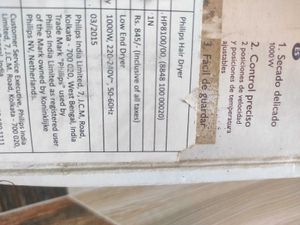 ES
1. Secado delicado
1000W
2. Control preciso
2 posiciones de velocidad
y posiciones de temperatura
ajustables
3. Fácil de guardar
Phillips Hair Dryer
HP8100/00 (8848 100 00020)
1N
Rs. 845/- (Inclusive of all taxes)
Low End Dryer
1000W, 220-240V~ 50-60Hz
03/2015
Philips India Limited, 7, J.C.M. Road,
Kolkata - 700 020, West Bengal, India
Trade Mark "Philips" used by
Philips India Limited as registered user
of the Mark owned by Koninklijke
Philips NV, Netherlands.
Customer Service Executive, Philips India
Limited, 7, J.C.M. Road, Kolkata - 700 020,